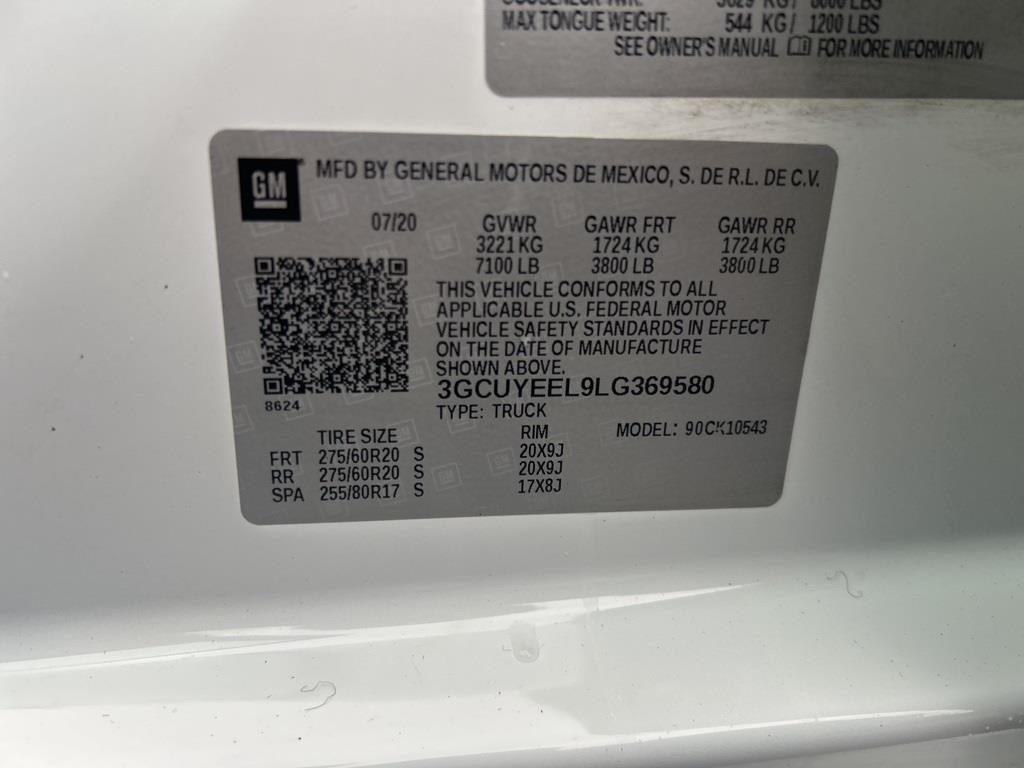 MAX TONGUE WEIGHT: 544 KG/ 1200 LBS
SEE OWNER'S MANUAL FOR MORE INFORMATION
GM MFD BY GENERAL MOTORS DE MEXICO, S. DE R.L. DE C.V.
07/20 GVWR GAWR FRT GAWR RR
3221 KG 1724 KG 1724 KG
7100 LB 3800 LB 3800 LB
THIS VEHICLE CONFORMS TO ALL
APPLICABLE U.S. FEDERAL MOTOR
VEHICLE SAFETY STANDARDS IN EFFECT
ON THE DATE OF MANUFACTURE
SHOWN ABOVE.
3GCUYEEL9LG369580
8624
TYPE: TRUCK
TIRE SIZE RIM MODEL: 90CK10543
FRT 275/60R20 S 20X9J
RR 275/60R20 S 20X9J
SPA 255/80R17 S 17X8J